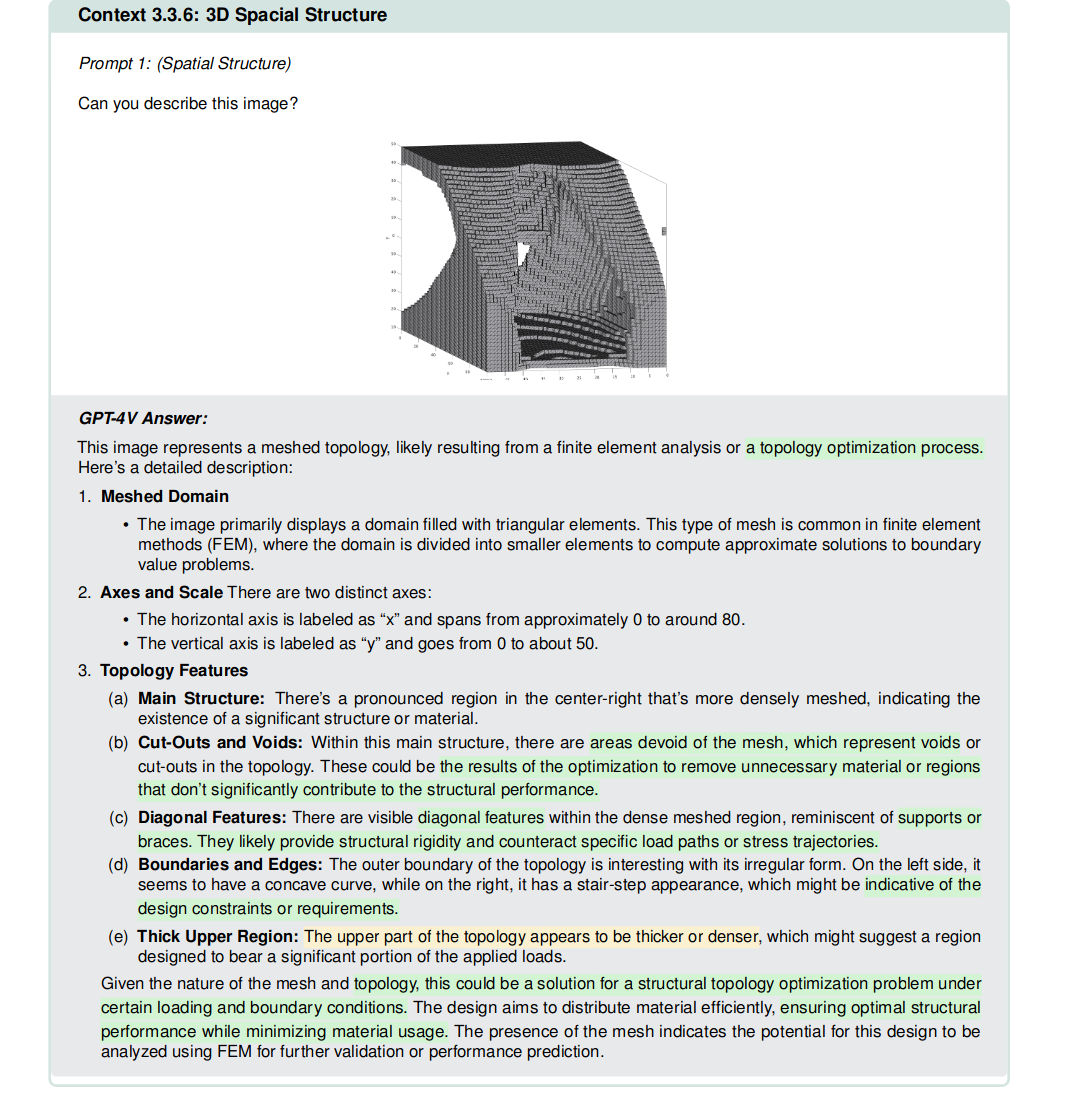 Context 3.3.6: 3D Spacial Structure
Prompt 1: (Spatial Structure)
Can you describe this image?
GPT-4V Answer:
This image represents a meshed topology, likely resulting from a finite element analysis or a topology optimization process.
Here's a detailed description:
1. Meshed Domain
• The image primarily displays a domain filled with triangular elements. This type of mesh is common in finite element
methods (FEM), where the domain is divided into smaller elements to compute approximate solutions to boundary
value problems.
2. Axes and Scale There are two distinct axes:
• The horizontal axis is labeled as “x” and spans from approximately 0 to around 80.
• The vertical axis is labeled as “y” and goes from 0 to about 50.
3. Topology Features
(a) Main Structure: There's a pronounced region in the center-right that's more densely meshed, indicating the
existence of a significant structure or material.
(b) Cut-Outs and Voids: Within this main structure, there are areas devoid of the mesh, which represent voids or
cut-outs in the topology. These could be the results of the optimization to remove unnecessary material or regions
that don't significantly contribute to the structural performance.
(c) Diagonal Features: There are visible diagonal features within the dense meshed region, reminiscent of supports or
braces. They likely provide structural rigidity and counteract specific load paths or stress trajectories.
(d) Boundaries and Edges: The outer boundary of the topology is interesting with its irregular form. On the left side, it
seems to have a concave curve, while on the right, it has a stair-step appearance, which might be indicative of the
design constraints or requirements.
(e) Thick Upper Region: The upper part of the topology appears to be thicker or denser, which might suggest a region
designed to bear a significant portion of the applied loads.
Given the nature of the mesh and topology, this could be a solution for a structural topology optimization problem under
certain loading and boundary conditions. The design aims to distribute material efficiently, ensuring optimal structural
performance while minimizing material usage. The presence of the mesh indicates the potential for this design to be
analyzed using FEM for further validation or performance prediction.